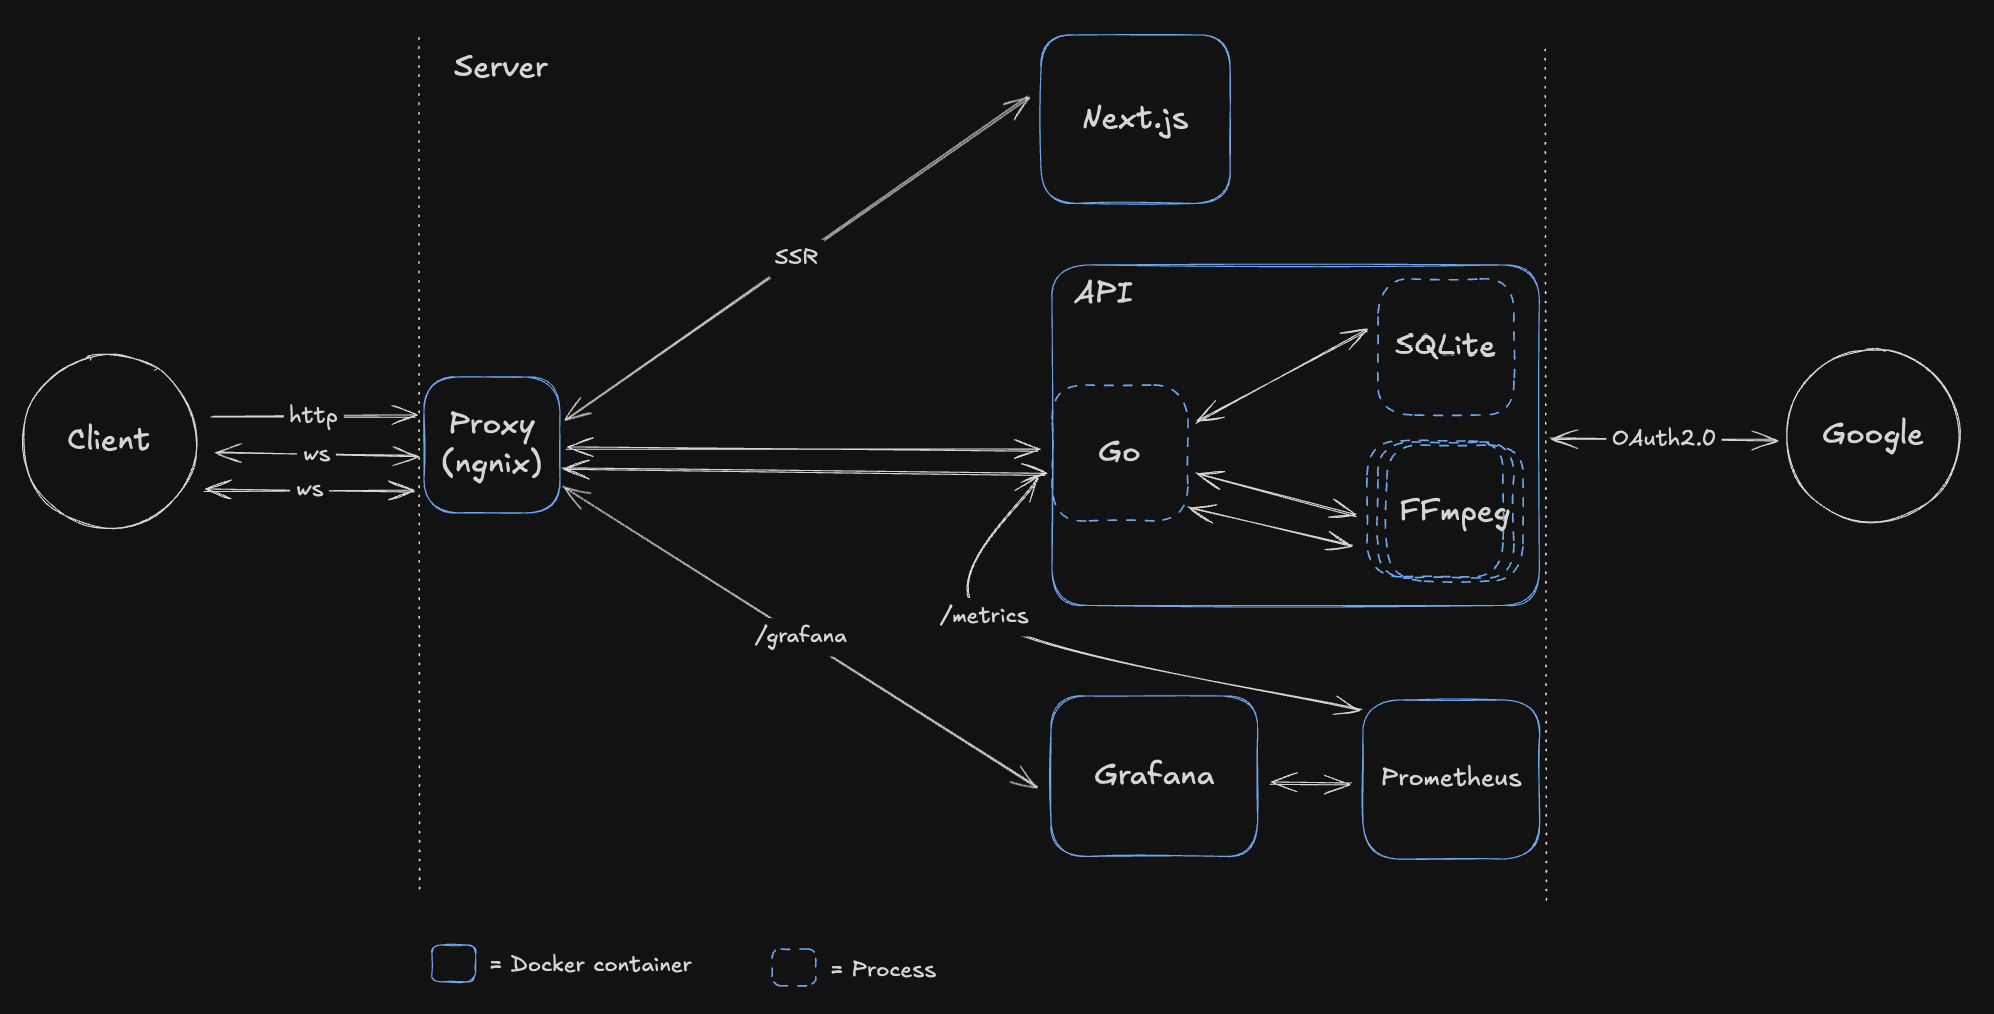 Server
Next.js
SSR
API
SQLite
Client
http
ws
ws
Proxy
(ngnix)
Go
FFmpeg
OAuth2.0
Google
/metrics
/grafana
Grafana
Prometheus
= Docker container
= Process